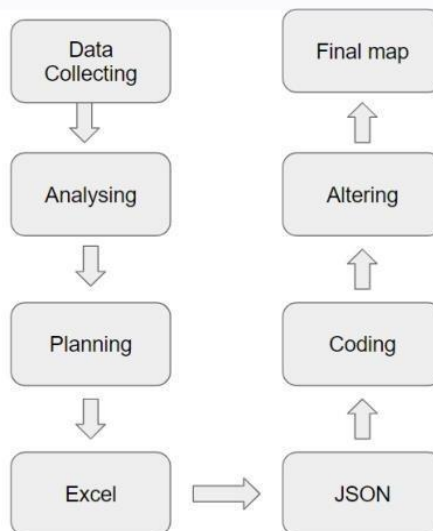 Data
Collecting
Analysing
Planning
Excel
JSON
Coding
Altering
Final map